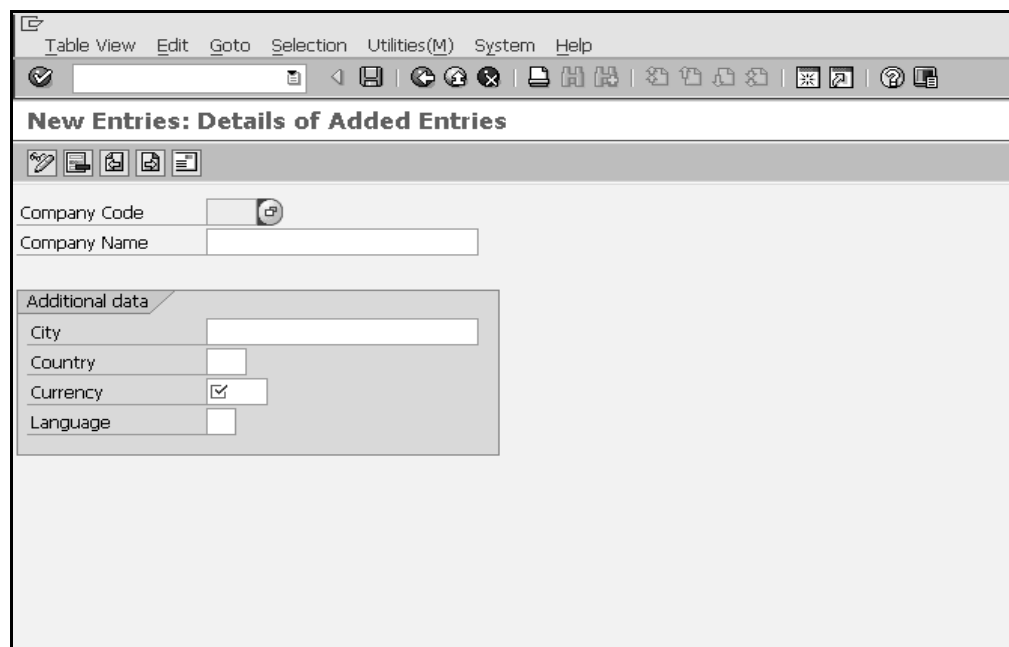 Table View Edit Goto Selection Utilities(M) System Help
New Entries: Details of Added Entries
Company Code
Company Name
Additional data
City
Country
Currency
Language